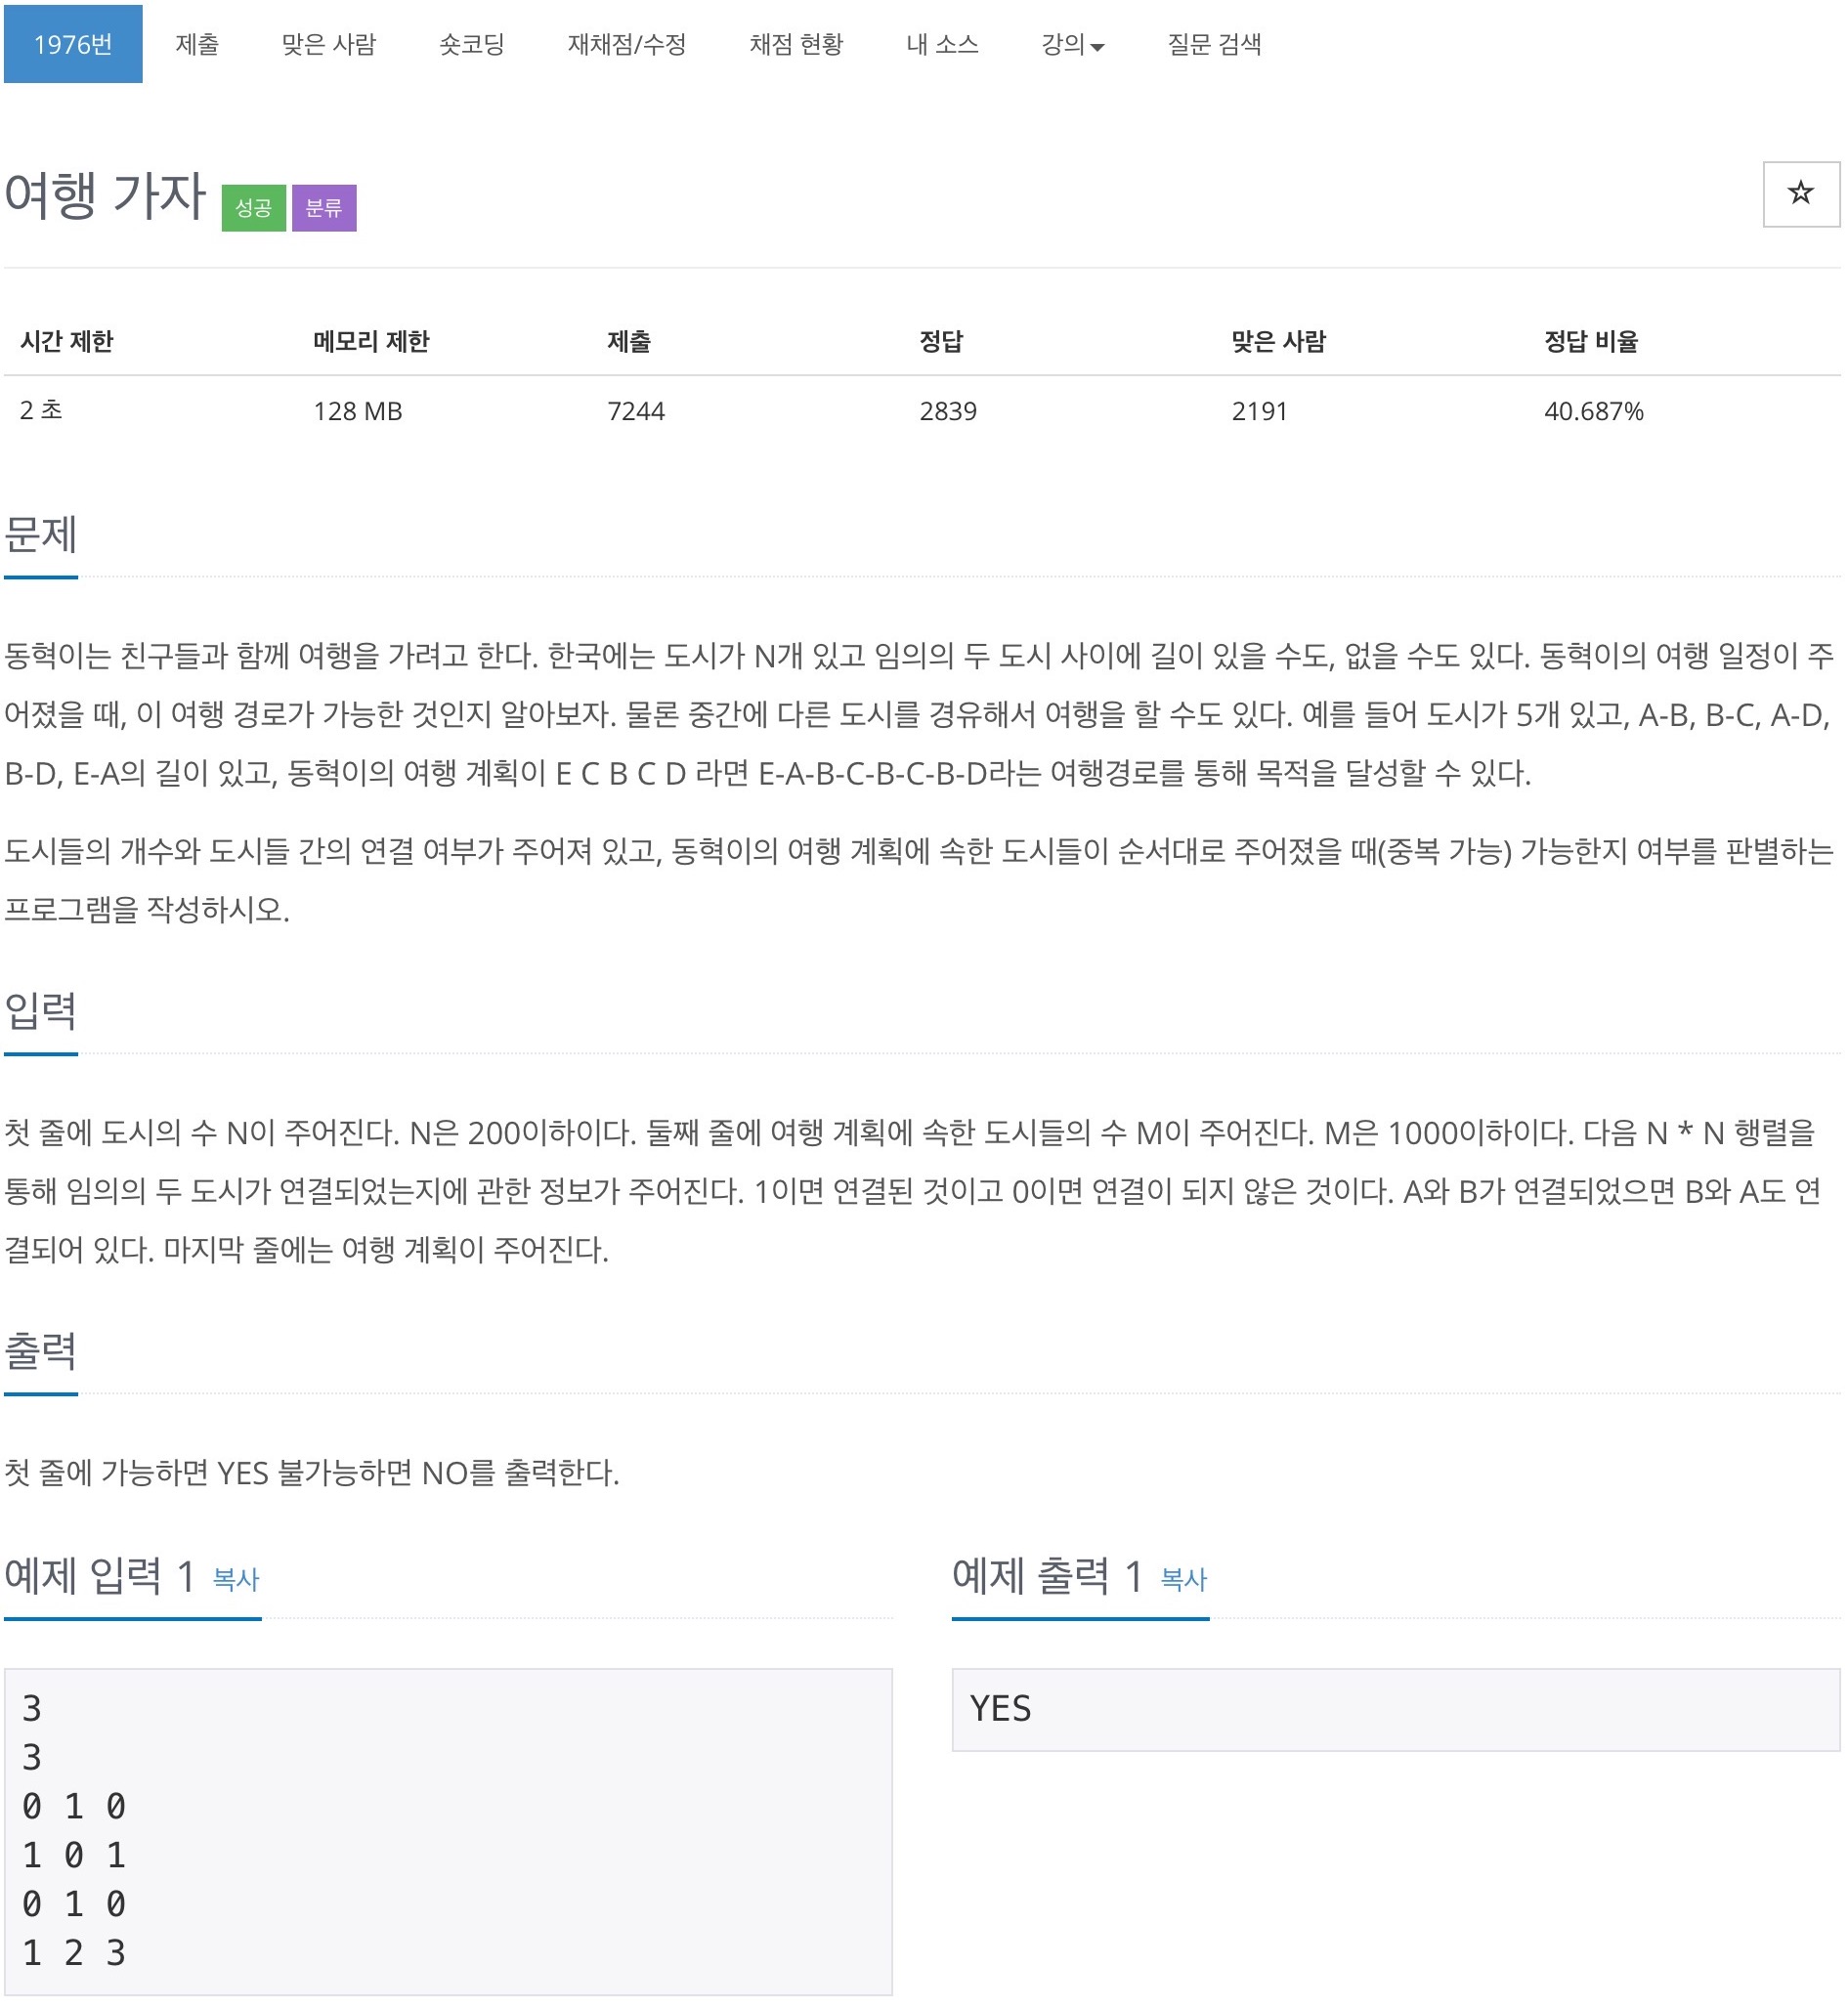 1976번 제출 맞은 사람 숏코딩 재채점/수정 채점 현황 내 소스 강의 질문 검색
여행 가자 성공 분류
시간 제한 메모리 제한 제출 정답 맞은 사람 정답 비율
2 초 128 MB 7244 2839 2191 40.687%
문제
동혁이는 친구들과 함께 여행을 가려고 한다. 한국에는 도시가 N개 있고 임의의 두 도시 사이에 길이 있을 수도, 없을 수도 있다. 동혁이의 여행 일정이 주
어졌을 때, 이 여행 경로가 가능한 것인지 알아보자. 물론 중간에 다른 도시를 경유해서 여행을 할 수도 있다. 예를 들어 도시가 5개 있고, A-B, B-C, A-D,
B-D, E-A의 길이 있고, 동혁이의 여행 계획이 E C B C D 라면 E-A-B-C-B-C-B-D라는 여행경로를 통해 목적을 달성할 수 있다.
도시들의 개수와 도시들 간의 연결 여부가 주어져 있고, 동혁이의 여행 계획에 속한 도시들이 순서대로 주어졌을 때(중복 가능) 가능한지 여부를 판별하는
프로그램을 작성하시오.
입력
첫 줄에 도시의 수 N이 주어진다. N은 200이하이다. 둘째 줄에 여행 계획에 속한 도시들의 수 M이 주어진다. M은 1000이하이다. 다음 N * N 행렬을
통해 임의의 두 도시가 연결되었는지에 관한 정보가 주어진다. 1이면 연결된 것이고 0이면 연결이 되지 않은 것이다. A와 B가 연결되었으면 B와 A도 연
결되어 있다. 마지막 줄에는 여행 계획이 주어진다.
출력
첫 줄에 가능하면 YES 불가능하면 NO를 출력한다.
예제 입력 1 복사
3
3
0 1 0
1 0 1
0 1 0
1 2 3
예제 출력 1 복사
YES